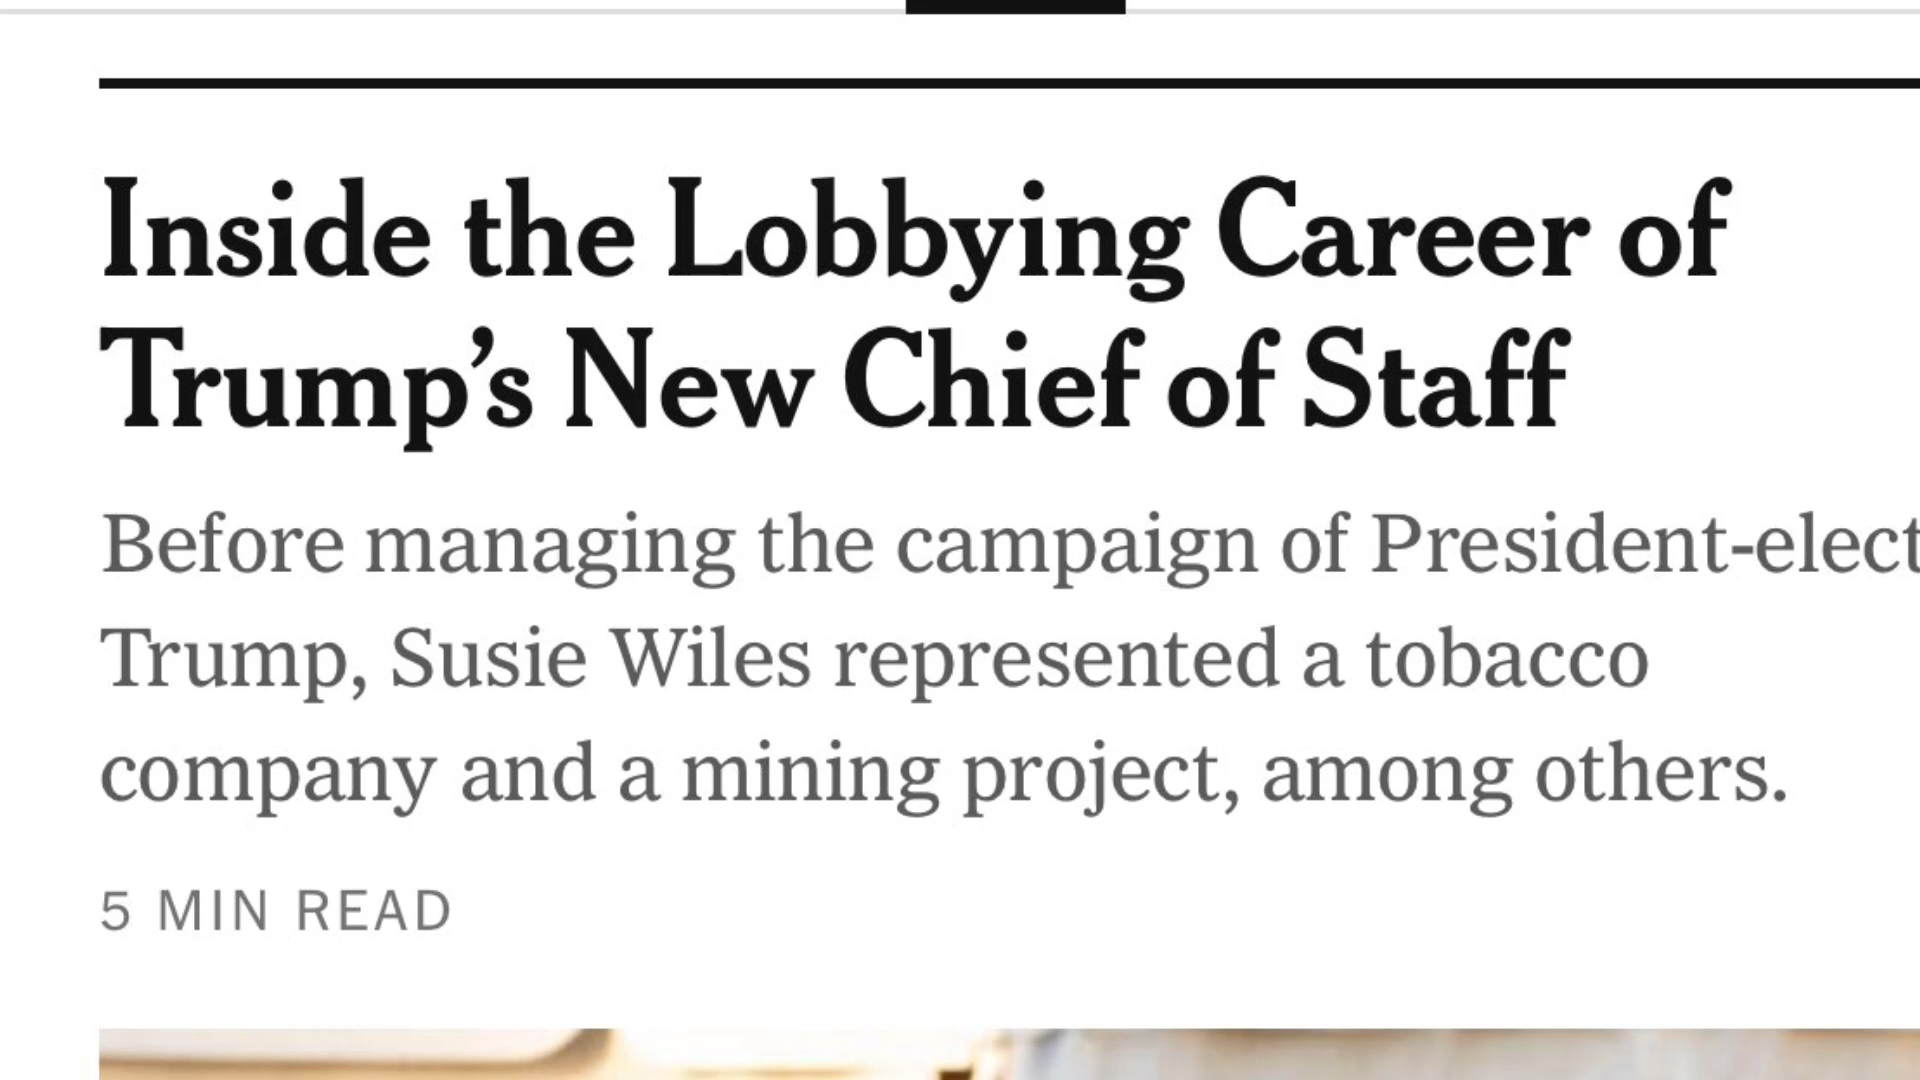 Inside the Lobbying Career of
Trump’s New Chief of Staff
Before managing the campaign of President-elect
Trump, Susie Wiles represented a tobacco
company and a mining project, among others.
5 MIN READ